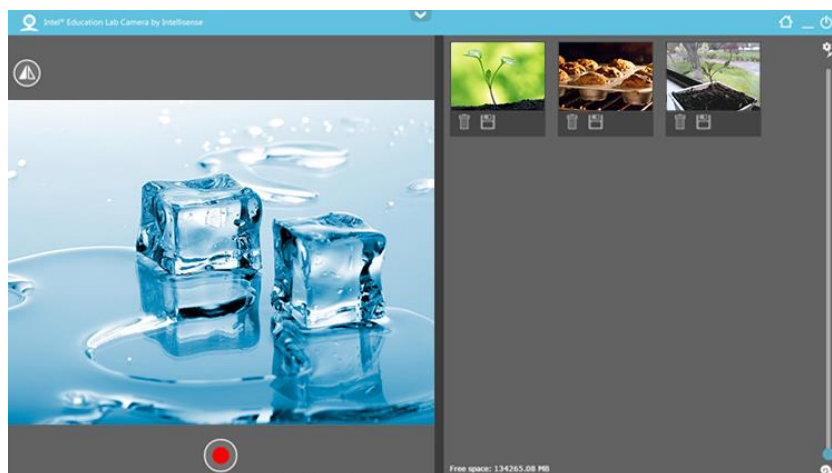 Intel® Education Lab Camera by Intellisense
Free space: 134265.08 MB